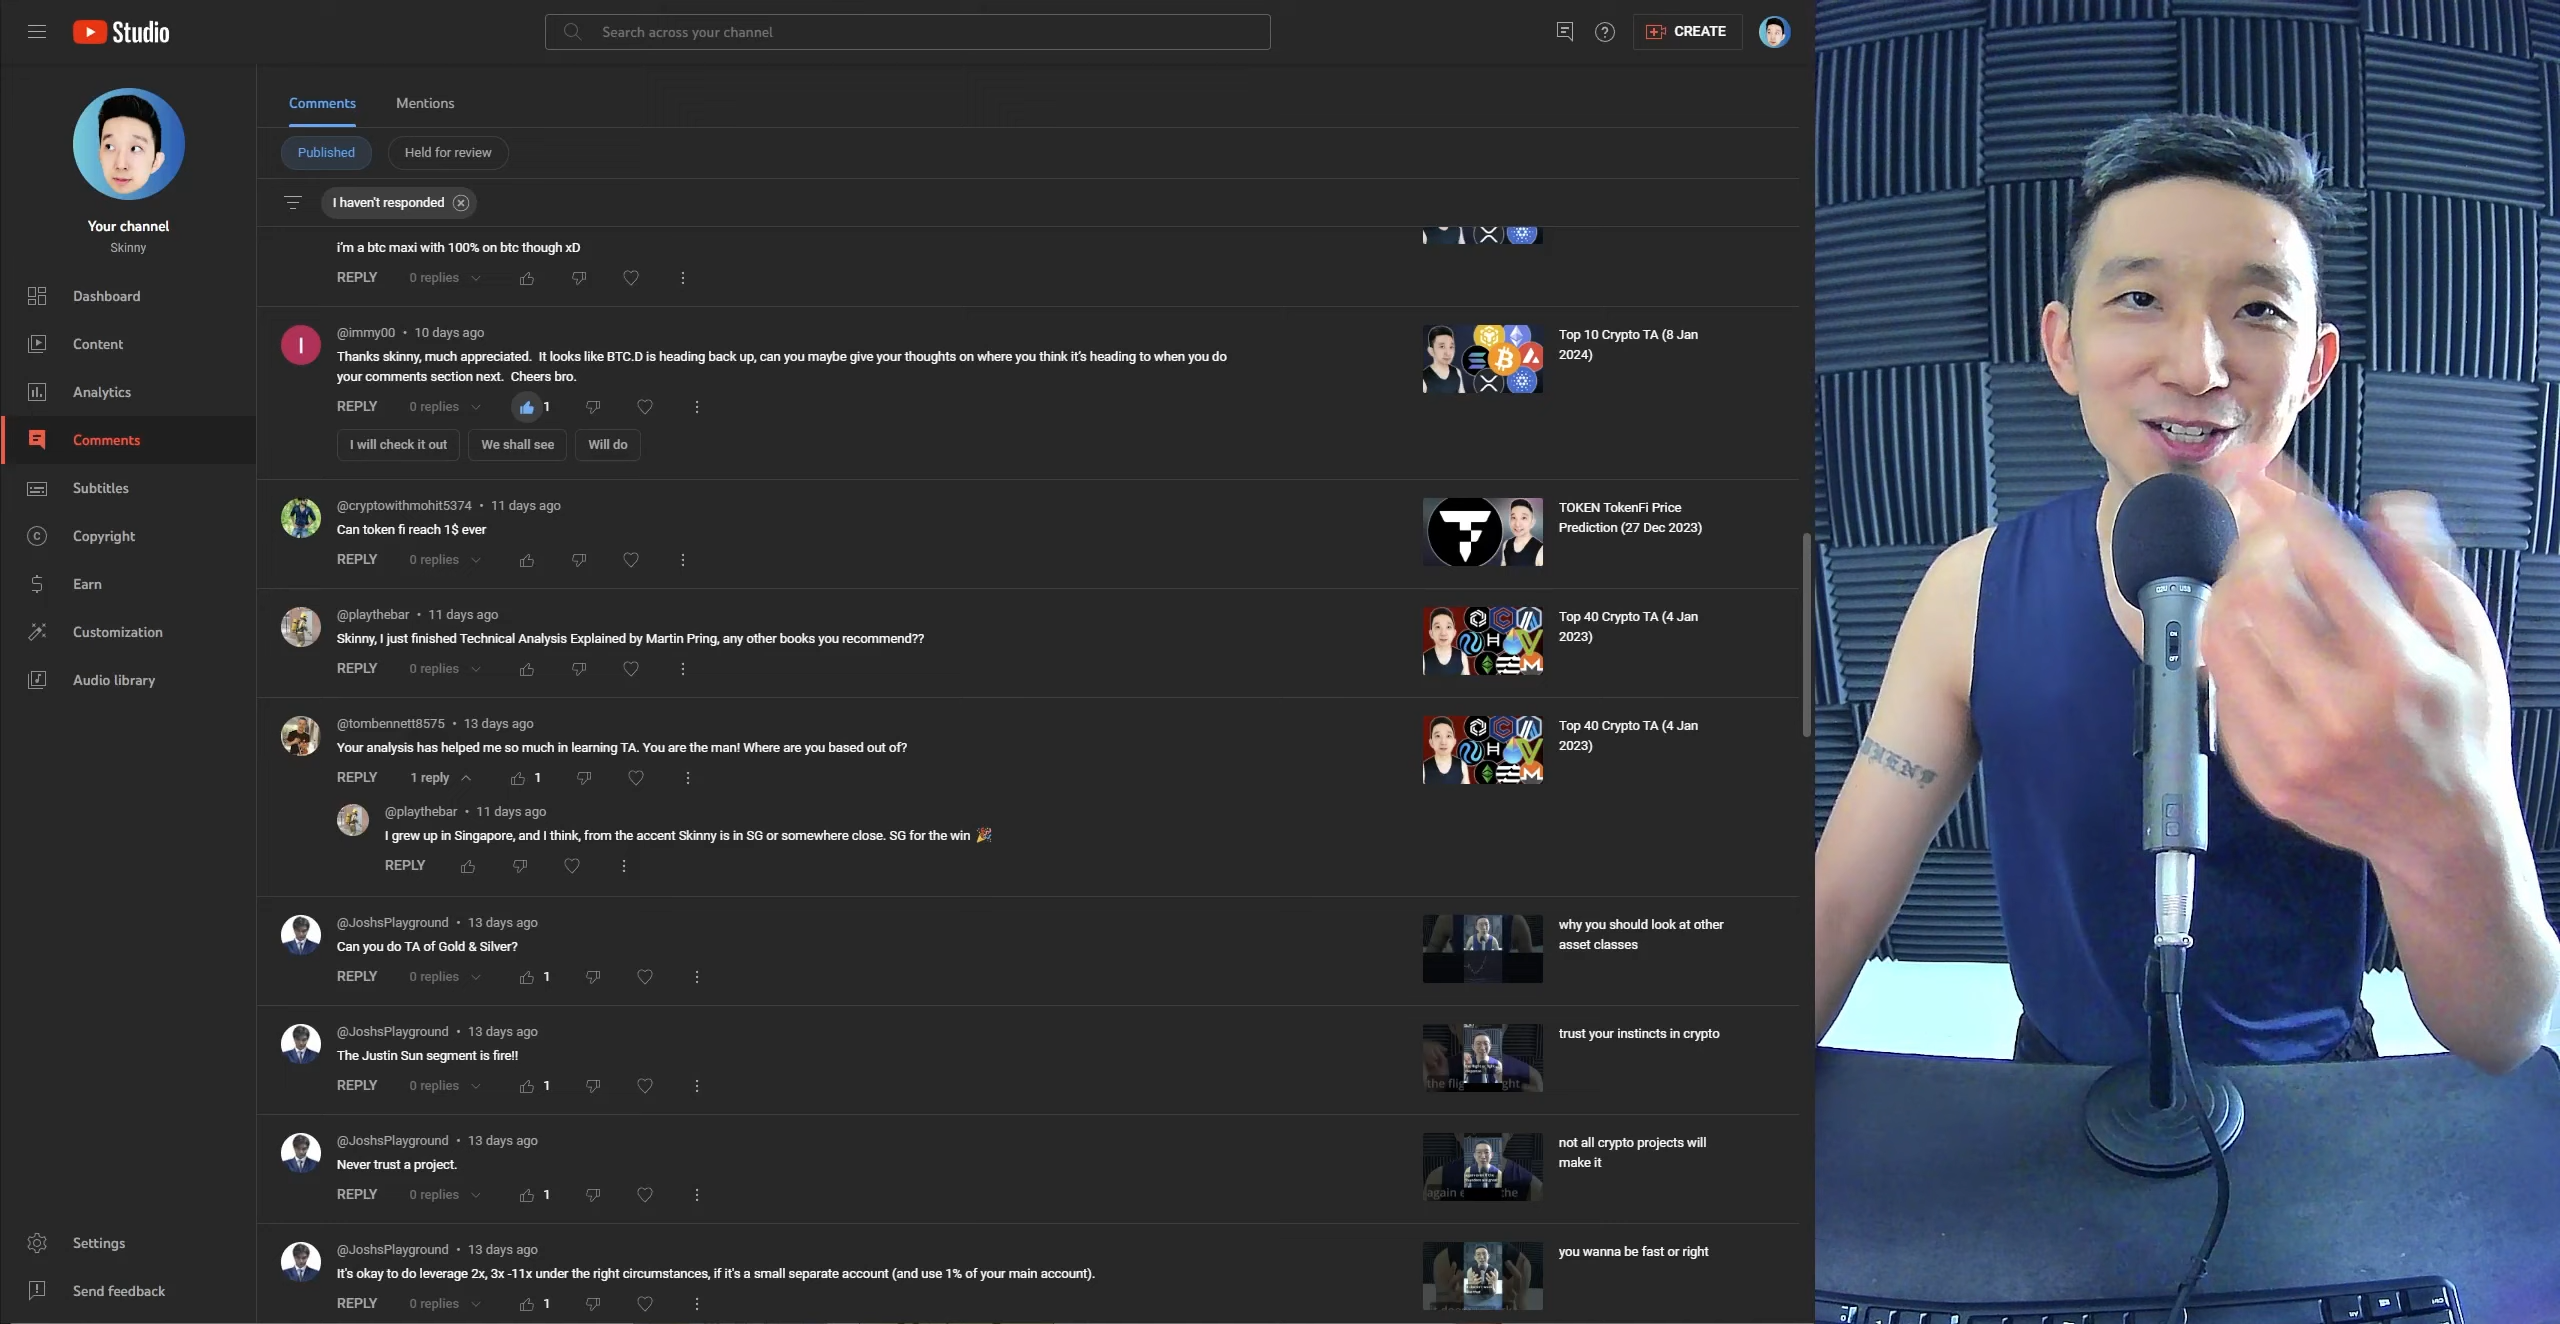 Studio
Search across your channel
CREATE
Your channel
Skinny
Dashboard
Content
Analytics
Comments
Subtitles
Copyright
Earn
Customization
Audio library
Settings
Send feedback
Comments
Mentions
Published
Held for review
I haven't responded
i'm a btc maxi with 100% on btc though xD
REPLY
0 replies
@immy00 • 10 days ago
Thanks skinny, much appreciated. It looks like BTC.D is heading back up, can you maybe give your thoughts on where you think it's heading to when you do
your comments section next. Cheers bro.
REPLY
0 replies
1
I will check it out
We shall see
Will do
Top 10 Crypto TA (8 Jan
2024)
@cryptowithmohit5374 • 11 days ago
Can token fi reach 1$ ever
REPLY
0 replies
TOKEN TokenFi Price
Prediction (27 Dec 2023)
@playthebar • 11 days ago
Skinny, I just finished Technical Analysis Explained by Martin Pring, any other books you recommend??
REPLY
0 replies
Top 40 Crypto TA (4 Jan
2023)
@tombennett8575 • 13 days ago
Your analysis has helped me so much in learning TA. You are the man! Where are you based out of?
REPLY
1 reply
1
Top 40 Crypto TA (4 Jan
2023)
@playthebar • 11 days ago
I grew up in Singapore, and I think, from the accent Skinny is in SG or somewhere close. SG for the win 🎉
REPLY
@JoshsPlayground • 13 days ago
Can you do TA of Gold & Silver?
REPLY
0 replies
1
why you should look at other
asset classes
@JoshsPlayground • 13 days ago
The Justin Sun segment is fire!!
REPLY
0 replies
1
trust your instincts in crypto
@JoshsPlayground • 13 days ago
Never trust a project.
REPLY
0 replies
1
not all crypto projects will
make it
@JoshsPlayground • 13 days ago
It's okay to do leverage 2x, 3x -11x under the right circumstances, if it's a small separate account (and use 1% of your main account).
REPLY
0 replies
1
you wanna be fast or right
ON
OFF